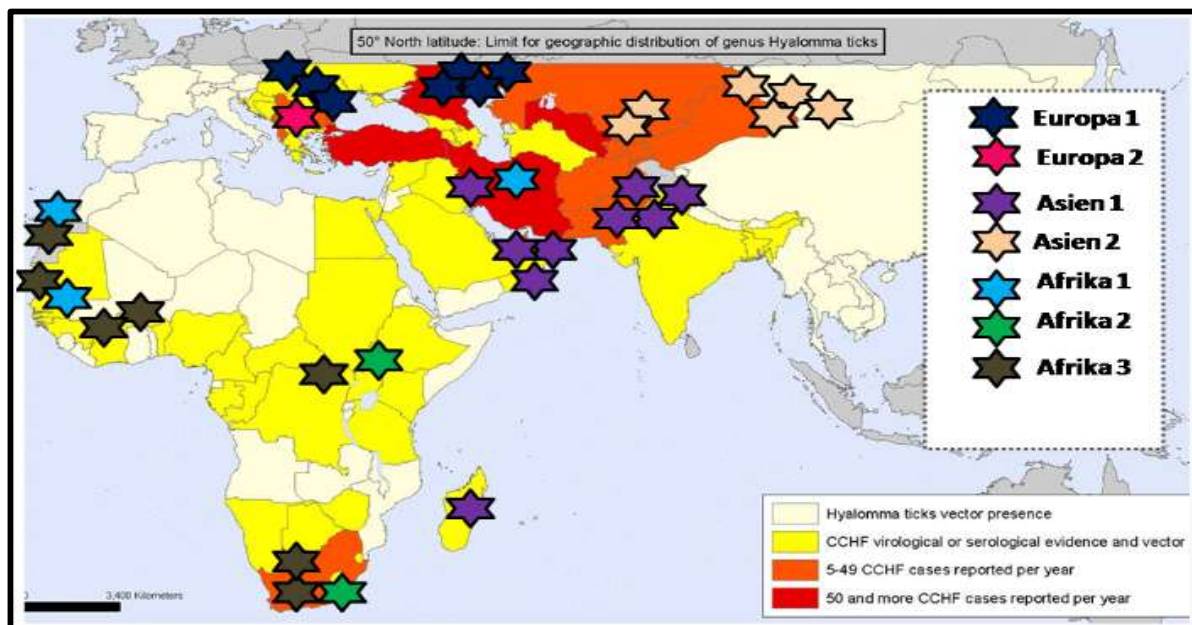 50° North latitude: Limit for geographic distribution of genus Hyalomma ticks
Europa 1
Europa 2
Asien 1
Asien 2
Afrika 1
Afrika 2
Afrika 3
Hyalomma ticks vector presence
CCHF virological or serological evidence and vector
5-49 CCHF cases reported per year
50 and more CCHF cases reported per year
3,400 Kilometers